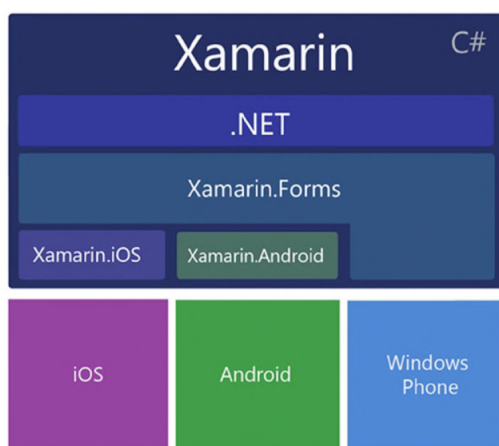 Xamarin
C#
.NET
Xamarin.Forms
Xamarin.iOS
Xamarin.Android
iOS
Android
Windows
Phone